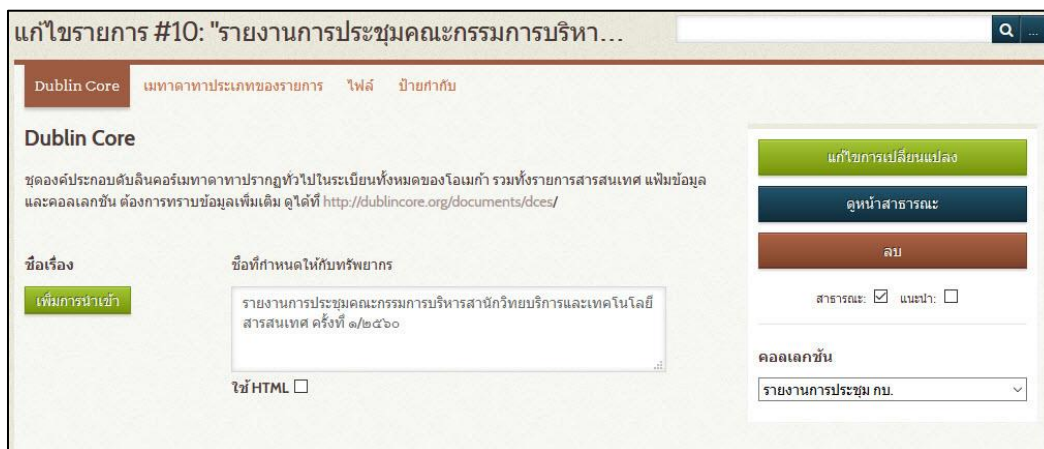 แก้ไขรายการ #10: "รายงานการประชุมคณะกรรมการบริหา...
...
Dublin Core
เมทาดาทาประเภทของรายการ
ไฟล์
ป้ายกำกับ
Dublin Core
ชุดองค์ประกอบดับลินคอร์เมทาดาทาปรากฏทั่วไปในระเบียนทั้งหมดของโอเมก้า รวมทั้งรายการสารสนเทศ แฟ้มข้อมูล
และคอลเลกชัน ต้องการทราบข้อมูลเพิ่มเติม ดูได้ที่ http://dublincore.org/documents/dces/
ชื่อเรื่อง
เพิ่มการนำเข้า
ชื่อที่กำหนดให้กับทรัพยากร
รายงานการประชุมคณะกรรมการบริหารสำนักวิทยบริการและเทคโนโลยี
สารสนเทศ ครั้งที่ ๑/๒๕๖๐
ใช้ HTML
แก้ไขการเปลี่ยนแปลง
ดูหน้าสาธารณะ
ลบ
สาธารณะ: แนะนำ:
คอลเลกชัน
รายงานการประชุม กบ.